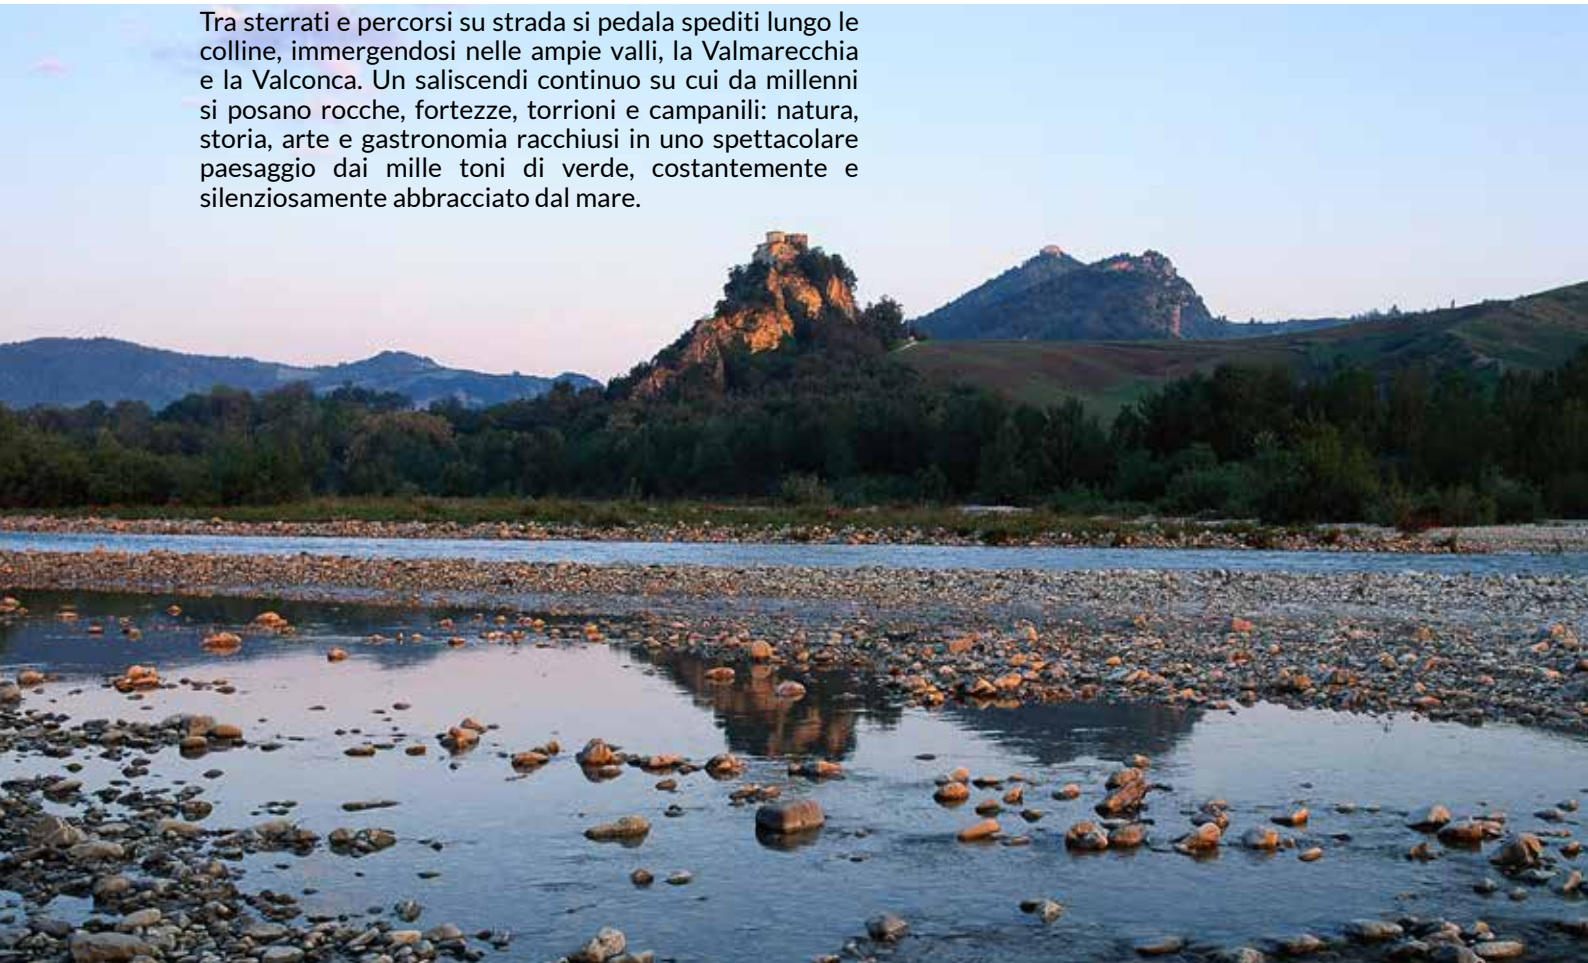 Tra sterrati e percorsi su strada si pedala spediti lungo le
colline, immergendosi nelle ampie valli, la Valmarecchia
e la Valconca. Un saliscendi continuo su cui da millenni
si posano rocche, fortezze, torrioni e campanili: natura,
storia, arte e gastronomia racchiusi in uno spettacolare
paesaggio dai mille toni di verde, costantemente e
silenziosamente abbracciato dal mare.